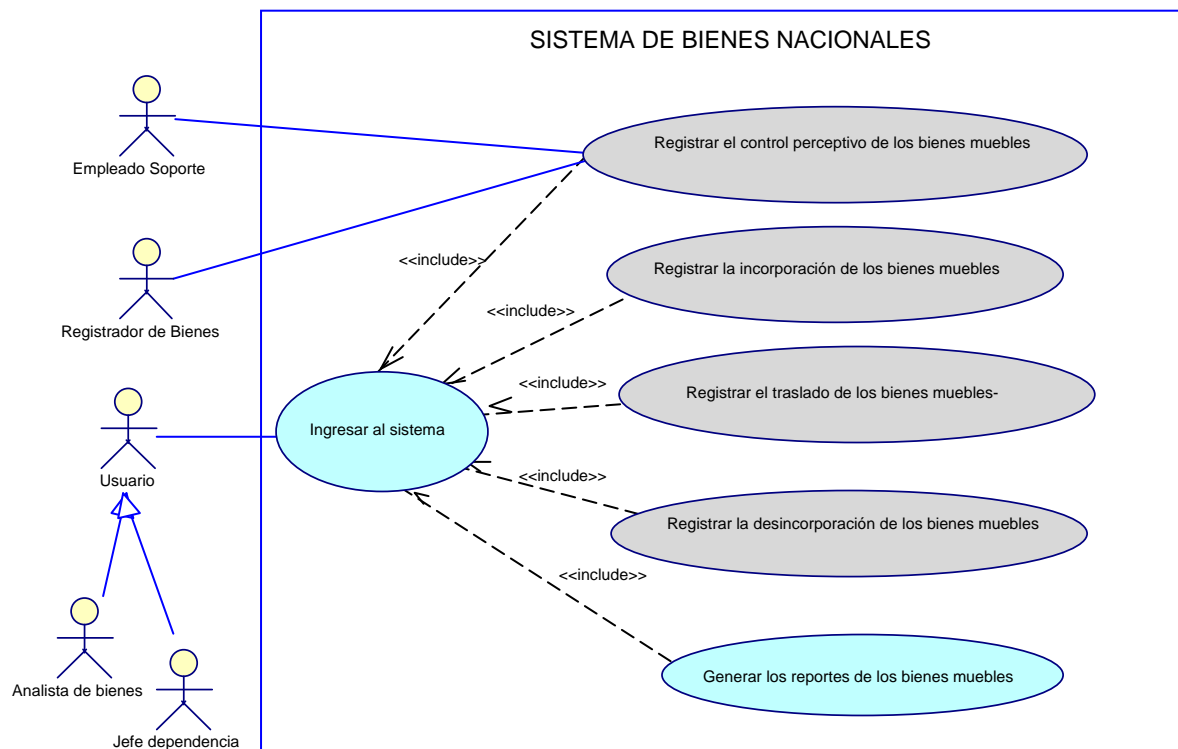 SISTEMA DE BIENES NACIONALES
Empleado Soporte
Registrar el control perceptivo de los bienes muebles
<<include>>
Registrador de Bienes
Registrar la incorporación de los bienes muebles
<<include>>
Registrar el traslado de los bienes muebles-
<<include>>
Ingresar al sistema
Usuario
<<include>>
Registrar la desincorporación de los bienes muebles
<<include>>
Generar los reportes de los bienes muebles
Analista de bienes
Jefe dependencia